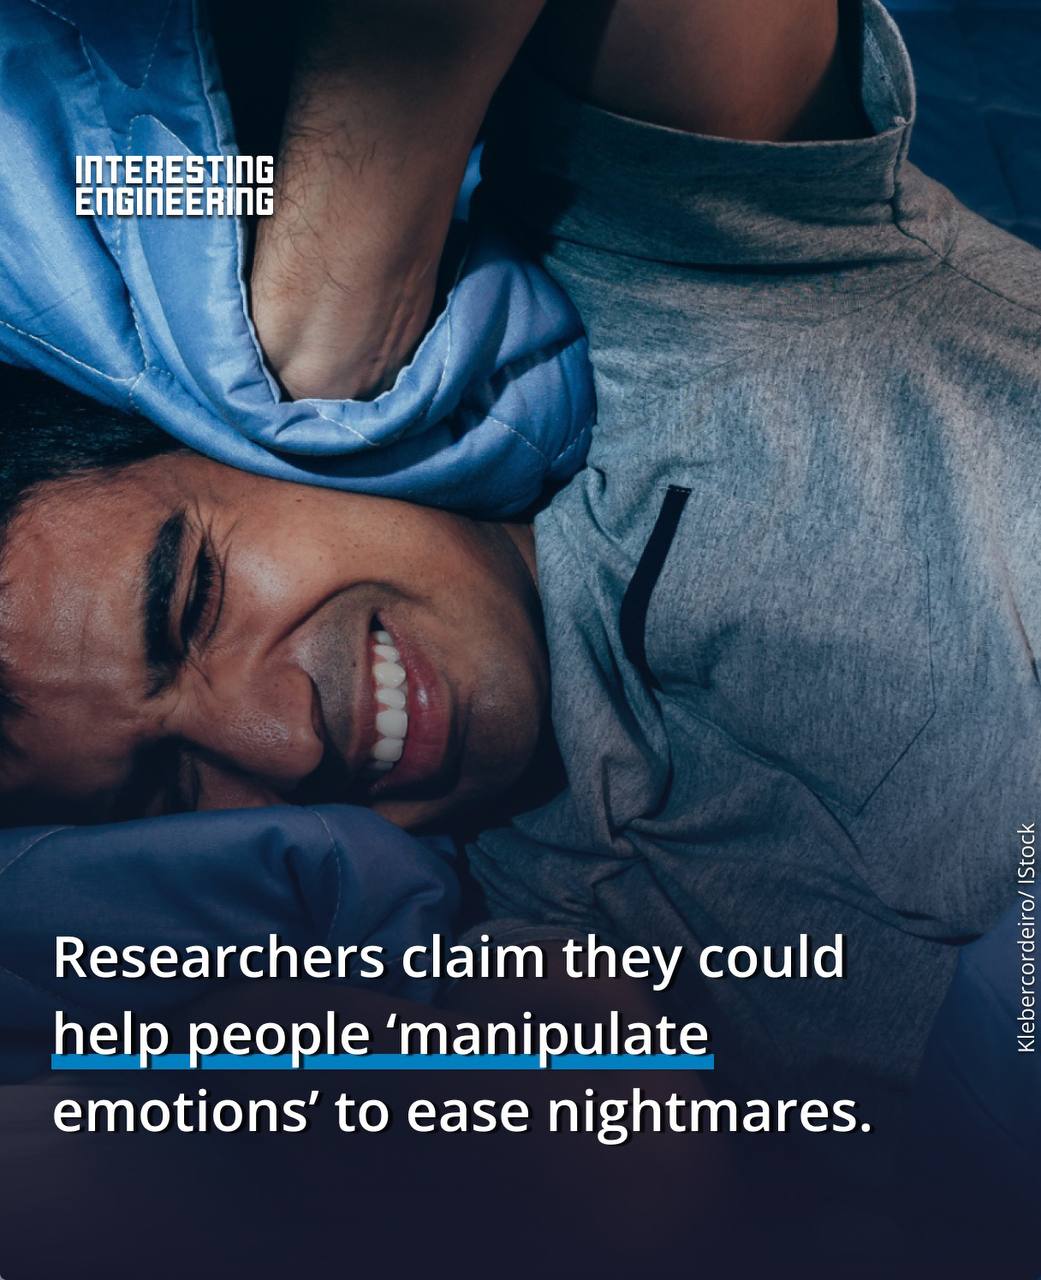 INTERESTING
ENGINEERING
Klebercordeiro/ IStock
Researchers claim they could
help people ‘manipulate
emotions’ to ease nightmares.